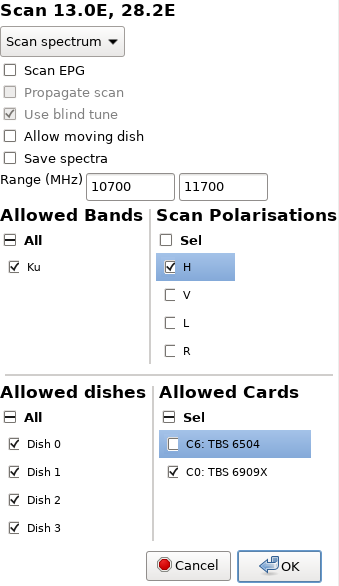 Scan 13.0E, 28.2E
Scan spectrum
Scan EPG
Propagate scan
Use blind tune
Allow moving dish
Save spectra
Range (MHz) 10700 11700
Allowed Bands Scan Polarisations
All Sel
Ku H
V
L
R
Allowed dishes Allowed Cards
All Sel
Dish 0 C6: TBS 6504
Dish 1 C0: TBS 6909X
Dish 2
Dish 3
Cancel OK